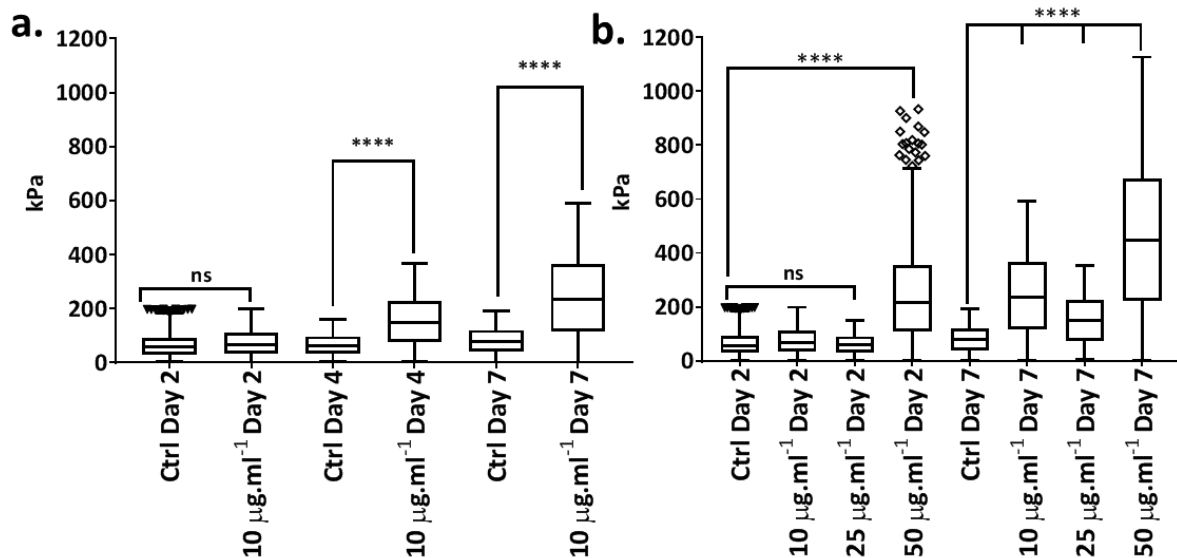 a.
1200
1000
800
600
400
200
0
kPa
ns
****
****
Ctrl Day 2
10 μg.ml⁻¹ Day 2
Ctrl Day 4
10 μg.ml⁻¹ Day 4
Ctrl Day 7
10 μg.ml⁻¹ Day 7
b.
1200
1000
800
600
400
200
0
kPa
****
ns
****
Ctrl Day 2
10 μg.ml⁻¹ Day 2
25 μg.ml⁻¹ Day 2
50 μg.ml⁻¹ Day 2
Ctrl Day 7
10 μg.ml⁻¹ Day 7
25 μg.ml⁻¹ Day 7
50 μg.ml⁻¹ Day 7